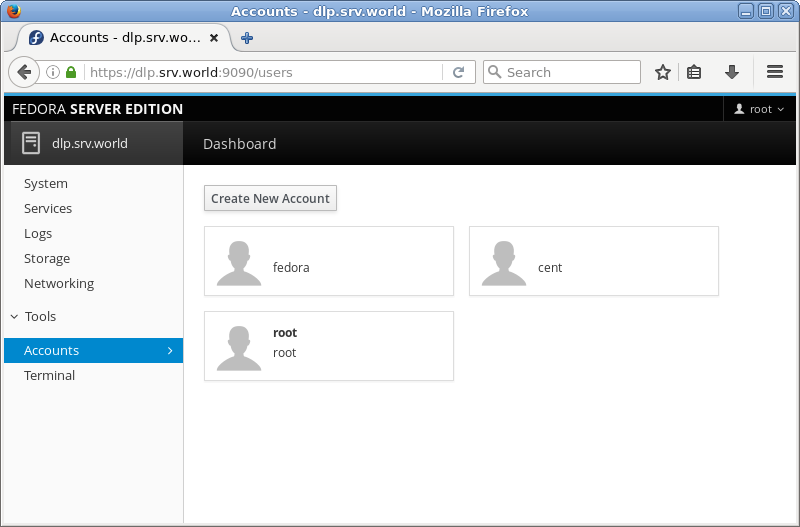 Accounts - dlp.srv.world - Mozilla Firefox
Accounts - dlp.srv.wo...
https://dlp.srv.world:9090/users
Search
FEDORA SERVER EDITION
root
dlp.srv.world
Dashboard
System
Services
Logs
Storage
Networking
Tools
Accounts
Terminal
Create New Account
fedora
cent
root
root